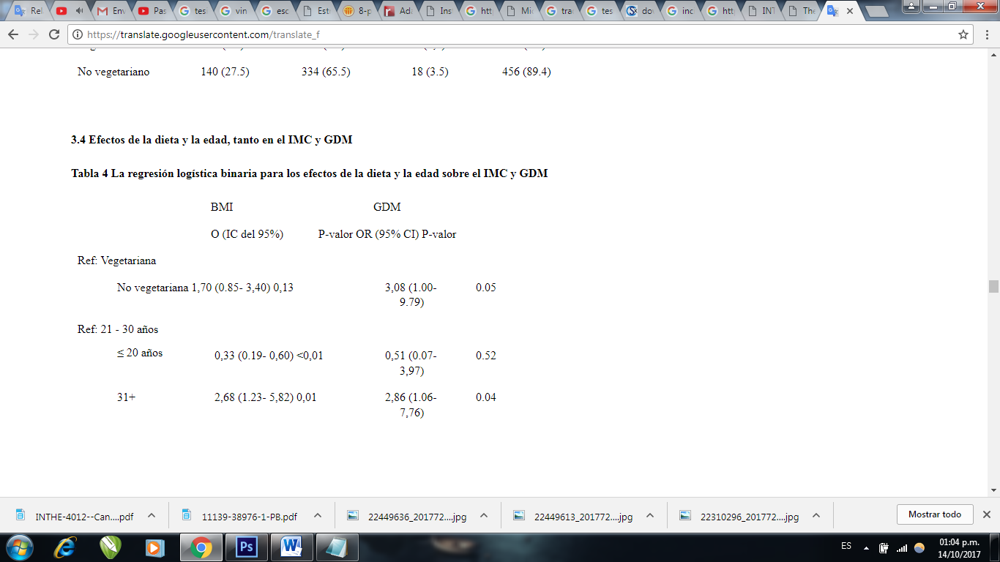 Rel
Env
Pas
tesi
vin
esc
Est
8-p
Ada
Ins
htt
Mic
tra
tes
do
inc
htt
INT
The
https://translate.googleusercontent.com/translate_f
No vegetariano 140 (27.5) 334 (65.5) 18 (3.5) 456 (89.4)
3.4 Efectos de la dieta y la edad, tanto en el IMC y GDM
Tabla 4 La regresión logística binaria para los efectos de la dieta y la edad sobre el IMC y GDM
BMI GDM
O (IC del 95%) P-valor OR (95% CI) P-valor
Ref: Vegetariana
No vegetariana 1,70 (0.85- 3,40) 0,13 3,08 (1.00- 0.05
9.79)
Ref: 21 - 30 años
≤ 20 años 0,33 (0.19- 0,60) <0,01 0,51 (0.07- 0.52
3,97)
31+ 2,68 (1.23- 5,82) 0,01 2,86 (1.06- 0.04
7,76)
INTHE-4012--Can....pdf
11139-38976-1-PB.pdf
22449636_201772....jpg
22449613_201772....jpg
22310296_201772....jpg
Mostrar todo
Ps
W
ES
01:04 p.m.
14/10/2017